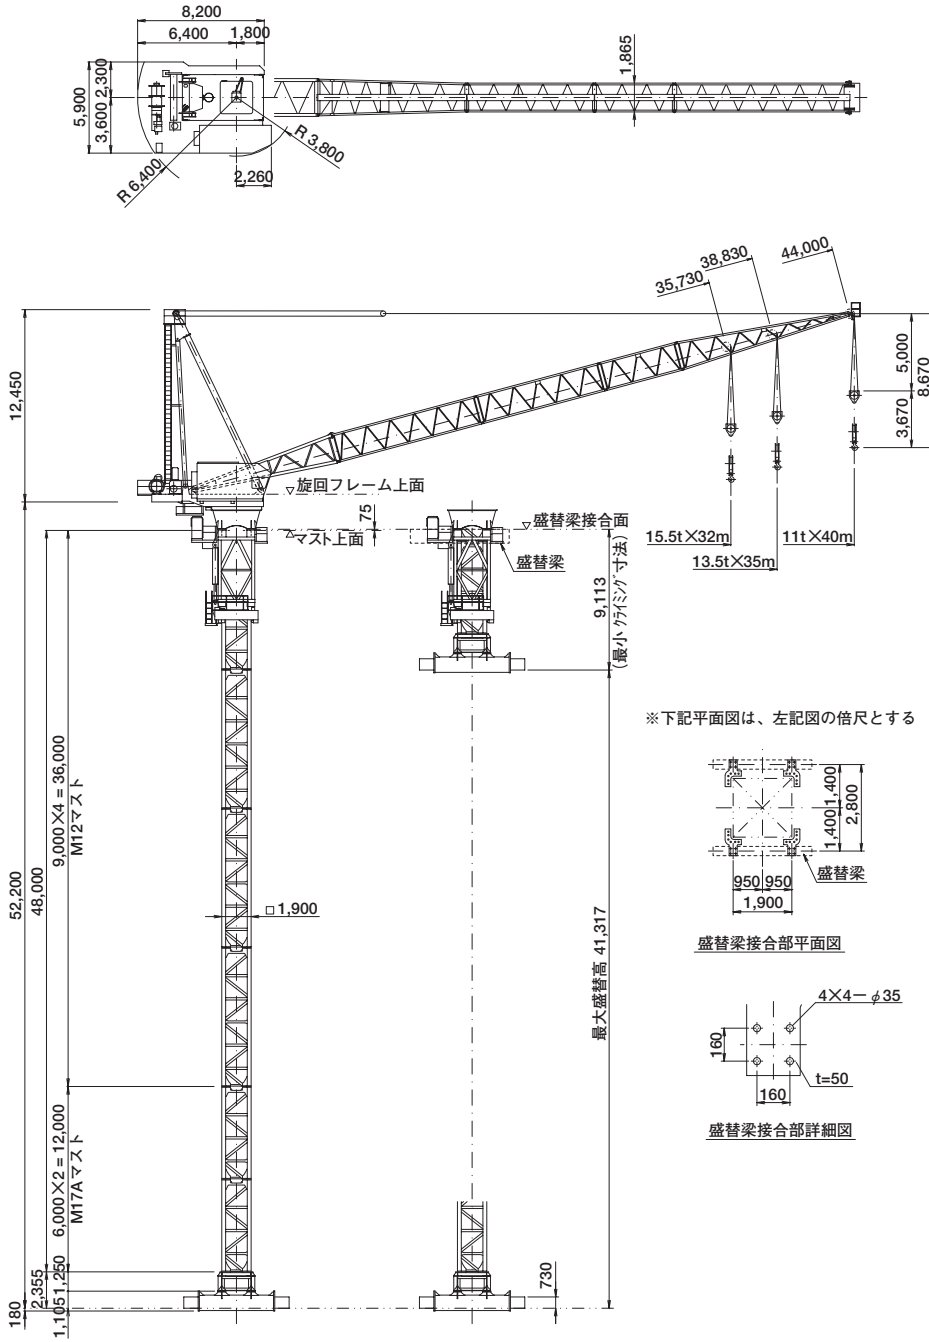 8,200
6,400
1,800
5,900
2,300
3,600
R 6,400
R 3,800
2,260
1,865
44,000
38,830
35,730
12,450
5,000
8,670
3,670
▽旋回フレーム上面
75
▽マスト上面
▽盛替梁接合面
盛替梁
15.5t×32m
13.5t×35m
11t×40m
9,113
(最小クライミング寸法)
※下記平面図は、左記図の倍尺とする
1,400
1,400
2,800
盛替梁
950
950
1,900
盛替梁接合部平面図
4×4－φ35
160
t=50
160
盛替梁接合部詳細図
52,200
48,000
9,000×4＝36,000
M12マスト
□1,900
最大盛替高 41,317
6,000×2＝12,000
M17Aマスト
2,355
1,250
1,105
180
730